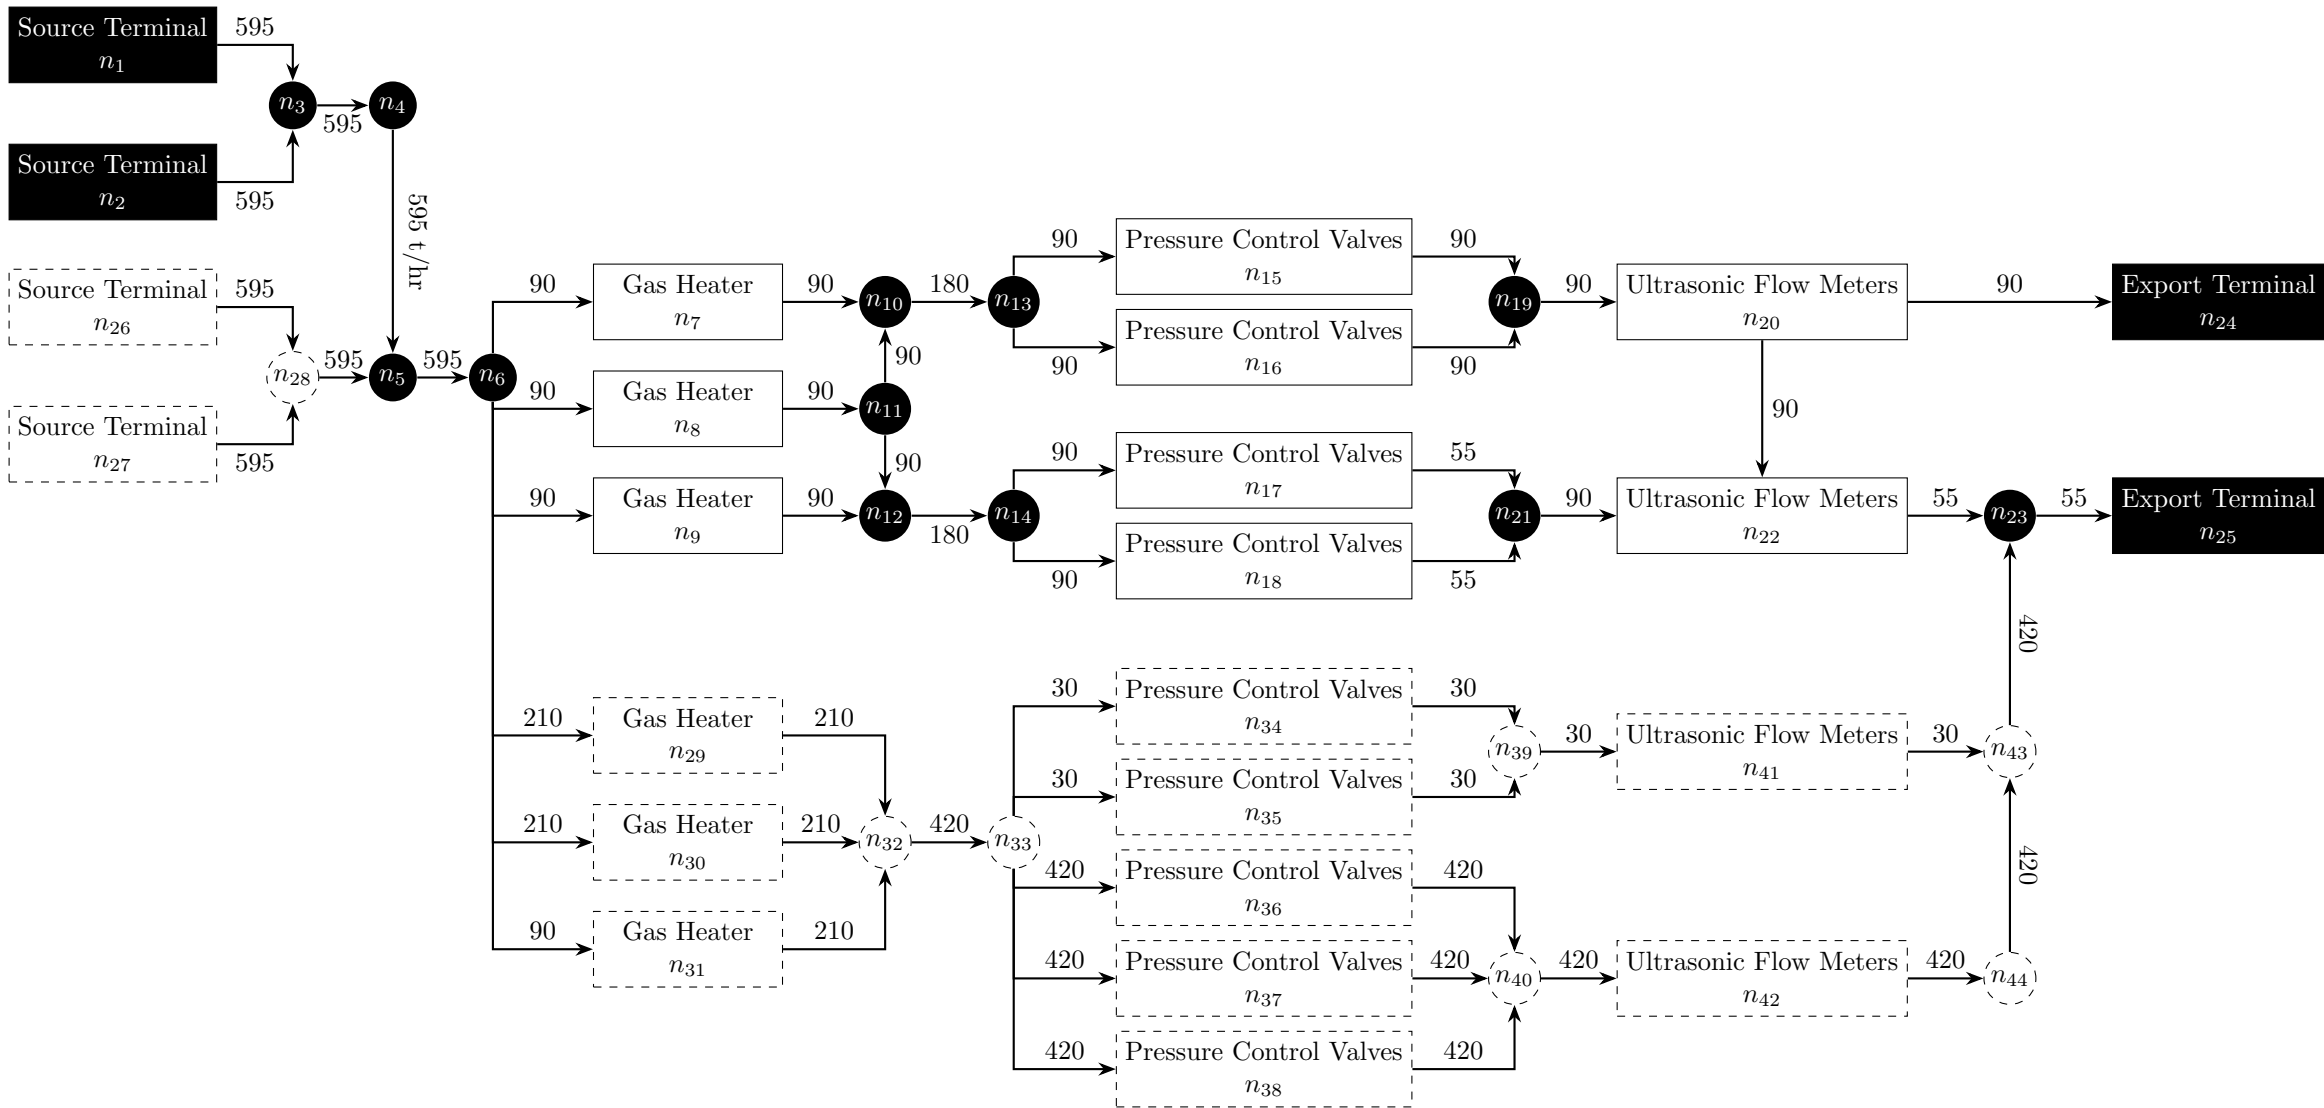 Source Terminal
n1
595
n3
595
n4
Source Terminal
n2
595
595 t/hr
Source Terminal
n26
595
n28
595
n5
595
n6
Source Terminal
n27
595
90
Gas Heater
n7
90
n10
180
n13
90
90
Gas Heater
n8
90
n11
90
90
Gas Heater
n9
90
n12
180
n14
90
Pressure Control Valves
n15
90
90
Pressure Control Valves
n16
90
n19
90
Ultrasonic Flow Meters
n20
90
Export Terminal
n24
90
90
Pressure Control Valves
n17
55
90
Pressure Control Valves
n18
55
n21
90
Ultrasonic Flow Meters
n22
55
n23
55
Export Terminal
n25
420
210
Gas Heater
n29
210
210
Gas Heater
n30
210
90
Gas Heater
n31
210
n32
420
n33
30
Pressure Control Valves
n34
30
30
Pressure Control Valves
n35
30
n39
30
Ultrasonic Flow Meters
n41
30
n43
420
420
Pressure Control Valves
n36
420
420
Pressure Control Valves
n37
420
n40
420
Ultrasonic Flow Meters
n42
420
n44
420
Pressure Control Valves
n38
420